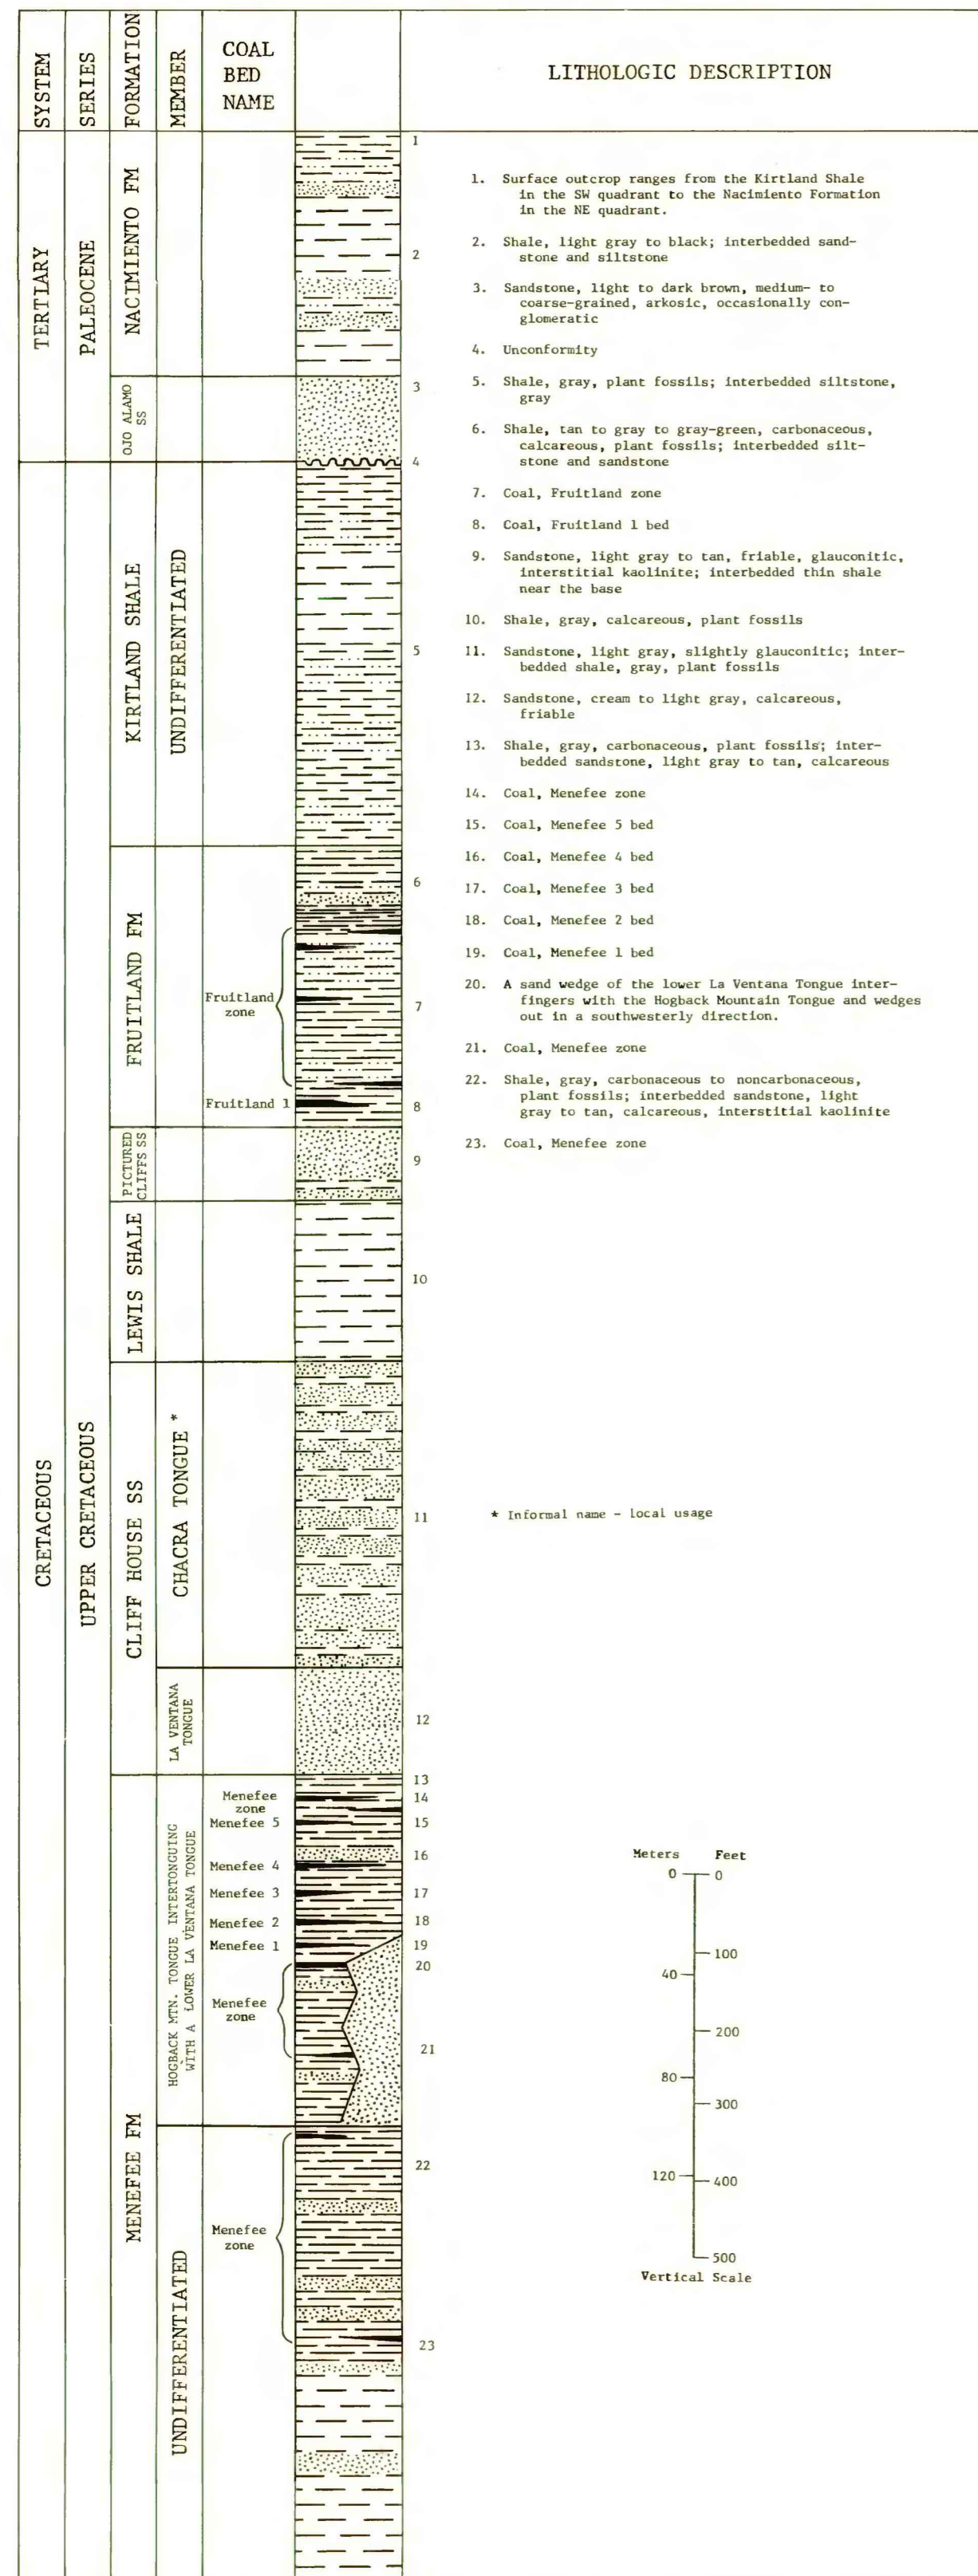 SYSTEM
SERIES
FORMATION
MEMBER
COAL
BED
NAME
LITHOLOGIC DESCRIPTION
TERTIARY
PALEOCENE
NACIMIENTO FM
OJO ALAMO
SS
CRETACEOUS
UPPER CRETACEOUS
KIRTLAND SHALE
UNDIFFERENTIATED
FRUITLAND FM
Fruitland
zone
Fruitland 1
PICTURED
CLIFFS SS
LEWIS SHALE
CLIFF HOUSE SS
CHACRA TONGUE *
LA VENTANA
TONGUE
MENEFEE FM
HOGBACK MTN. TONGUE INTERTONGUING
WITH A LOWER LA VENTANA TONGUE
Menefee
zone
Menefee 5
Menefee 4
Menefee 3
Menefee 2
Menefee 1
Menefee
zone
UNDIFFERENTIATED
Menefee
zone
1
2
3
4
5
6
7
8
9
10
11
12
13
14
15
16
17
18
19
20
21
22
23
1. Surface outcrop ranges from the Kirtland Shale
in the SW quadrant to the Nacimiento Formation
in the NE quadrant.
2. Shale, light gray to black; interbedded sand-
stone and siltstone
3. Sandstone, light to dark brown, medium- to
coarse-grained, arkosic, occasionally con-
glomeratic
4. Unconformity
5. Shale, gray, plant fossils; interbedded siltstone,
gray
6. Shale, tan to gray to gray-green, carbonaceous,
calcareous, plant fossils; interbedded silt-
stone and sandstone
7. Coal, Fruitland zone
8. Coal, Fruitland 1 bed
9. Sandstone, light gray to tan, friable, glauconitic,
interstitial kaolinite; interbedded thin shale
near the base
10. Shale, gray, calcareous, plant fossils
11. Sandstone, light gray, slightly glauconitic; inter-
bedded shale, gray, plant fossils
12. Sandstone, cream to light gray, calcareous,
friable
13. Shale, gray, carbonaceous, plant fossils; inter-
bedded sandstone, light gray to tan, calcareous
14. Coal, Menefee zone
15. Coal, Menefee 5 bed
16. Coal, Menefee 4 bed
17. Coal, Menefee 3 bed
18. Coal, Menefee 2 bed
19. Coal, Menefee 1 bed
20. A sand wedge of the lower La Ventana Tongue inter-
fingers with the Hogback Mountain Tongue and wedges
out in a southwesterly direction.
21. Coal, Menefee zone
22. Shale, gray, carbonaceous to noncarbonaceous,
plant fossils; interbedded sandstone, light
gray to tan, calcareous, interstitial kaolinite
23. Coal, Menefee zone
* Informal name - local usage
Meters Feet
0 0
100
40
200
80
300
120
400
500
Vertical Scale